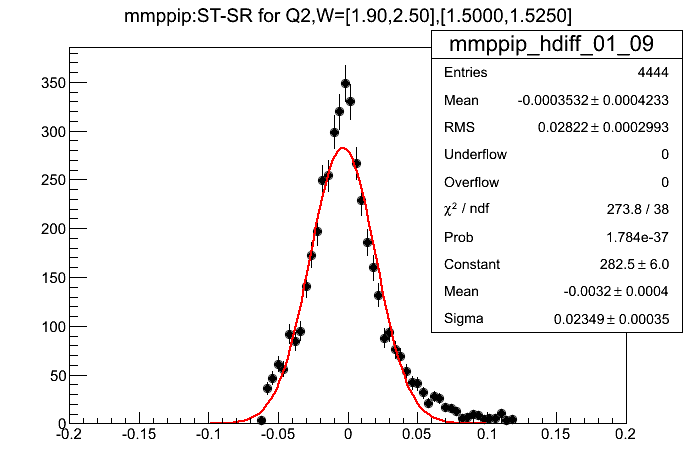 mmppip:ST-SR for Q2,W=[1.90,2.50],[1.5000,1.5250]
mmppip_hdiff_01_09
Entries 4444
Mean -0.0003532 ± 0.0004233
RMS 0.02822 ± 0.0002993
Underflow 0
Overflow 0
χ² / ndf 273.8 / 38
Prob 1.784e-37
Constant 282.5 ± 6.0
Mean -0.0032 ± 0.0004
Sigma 0.02349 ± 0.00035
350
300
250
200
150
100
50
0
-0.2 -0.15 -0.1 -0.05 0 0.05 0.1 0.15 0.2